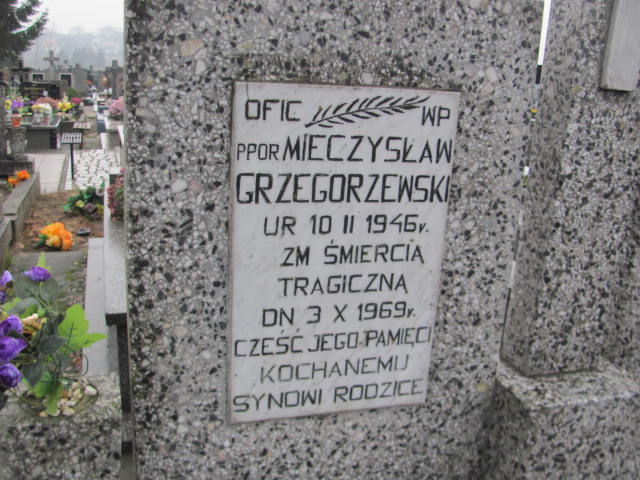 OFIC WP
PPOR MIECZYSŁAW
GRZEGORZEWSKI
UR 10 II 1946r.
ZM ŚMIERCIĄ
TRAGICZNĄ
DN 3 X 1969r.
CZEŚĆ JEGO PAMIĘCI
KOCHANEMU
SYNOWI RODZICE